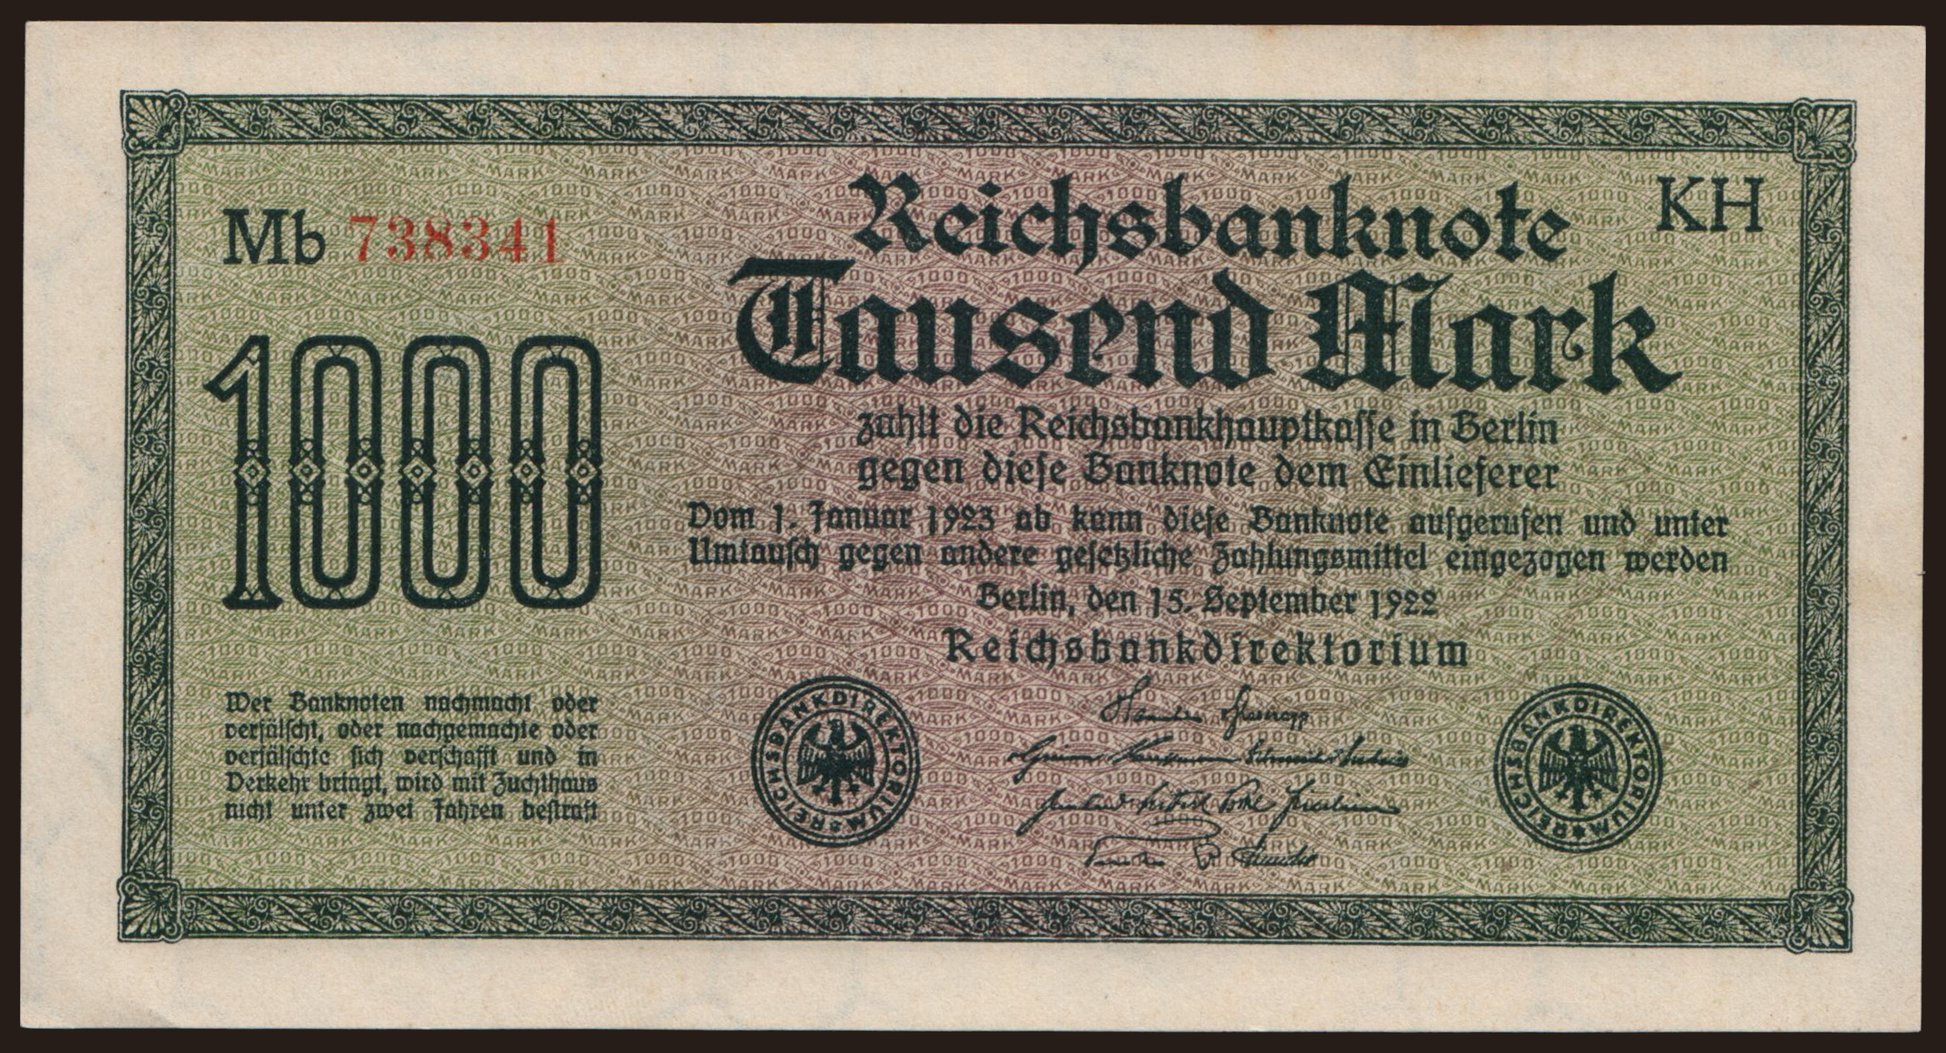 Mb 738341
KH
Reichsbanknote
Tausend Mark
1000
zahlt die Reichsbankhauptkasse in Berlin
gegen diese Banknote dem Einlieferer
Vom 1. Januar 1923 ab kann diese Banknote aufgerufen und unter
Umtausch gegen andere gesetzliche Zahlungsmittel eingezogen werden
Berlin, den 15. September 1922
Reichsbankdirektorium
Wer Banknoten nachmacht oder
verfälscht, oder nachgemachte oder
verfälschte sich verschafft und in
Verkehr bringt, wird mit Zuchthaus
nicht unter zwei Jahren bestraft
REICHSBANKDIREKTORIUM
REICHSBANKDIREKTORIUM